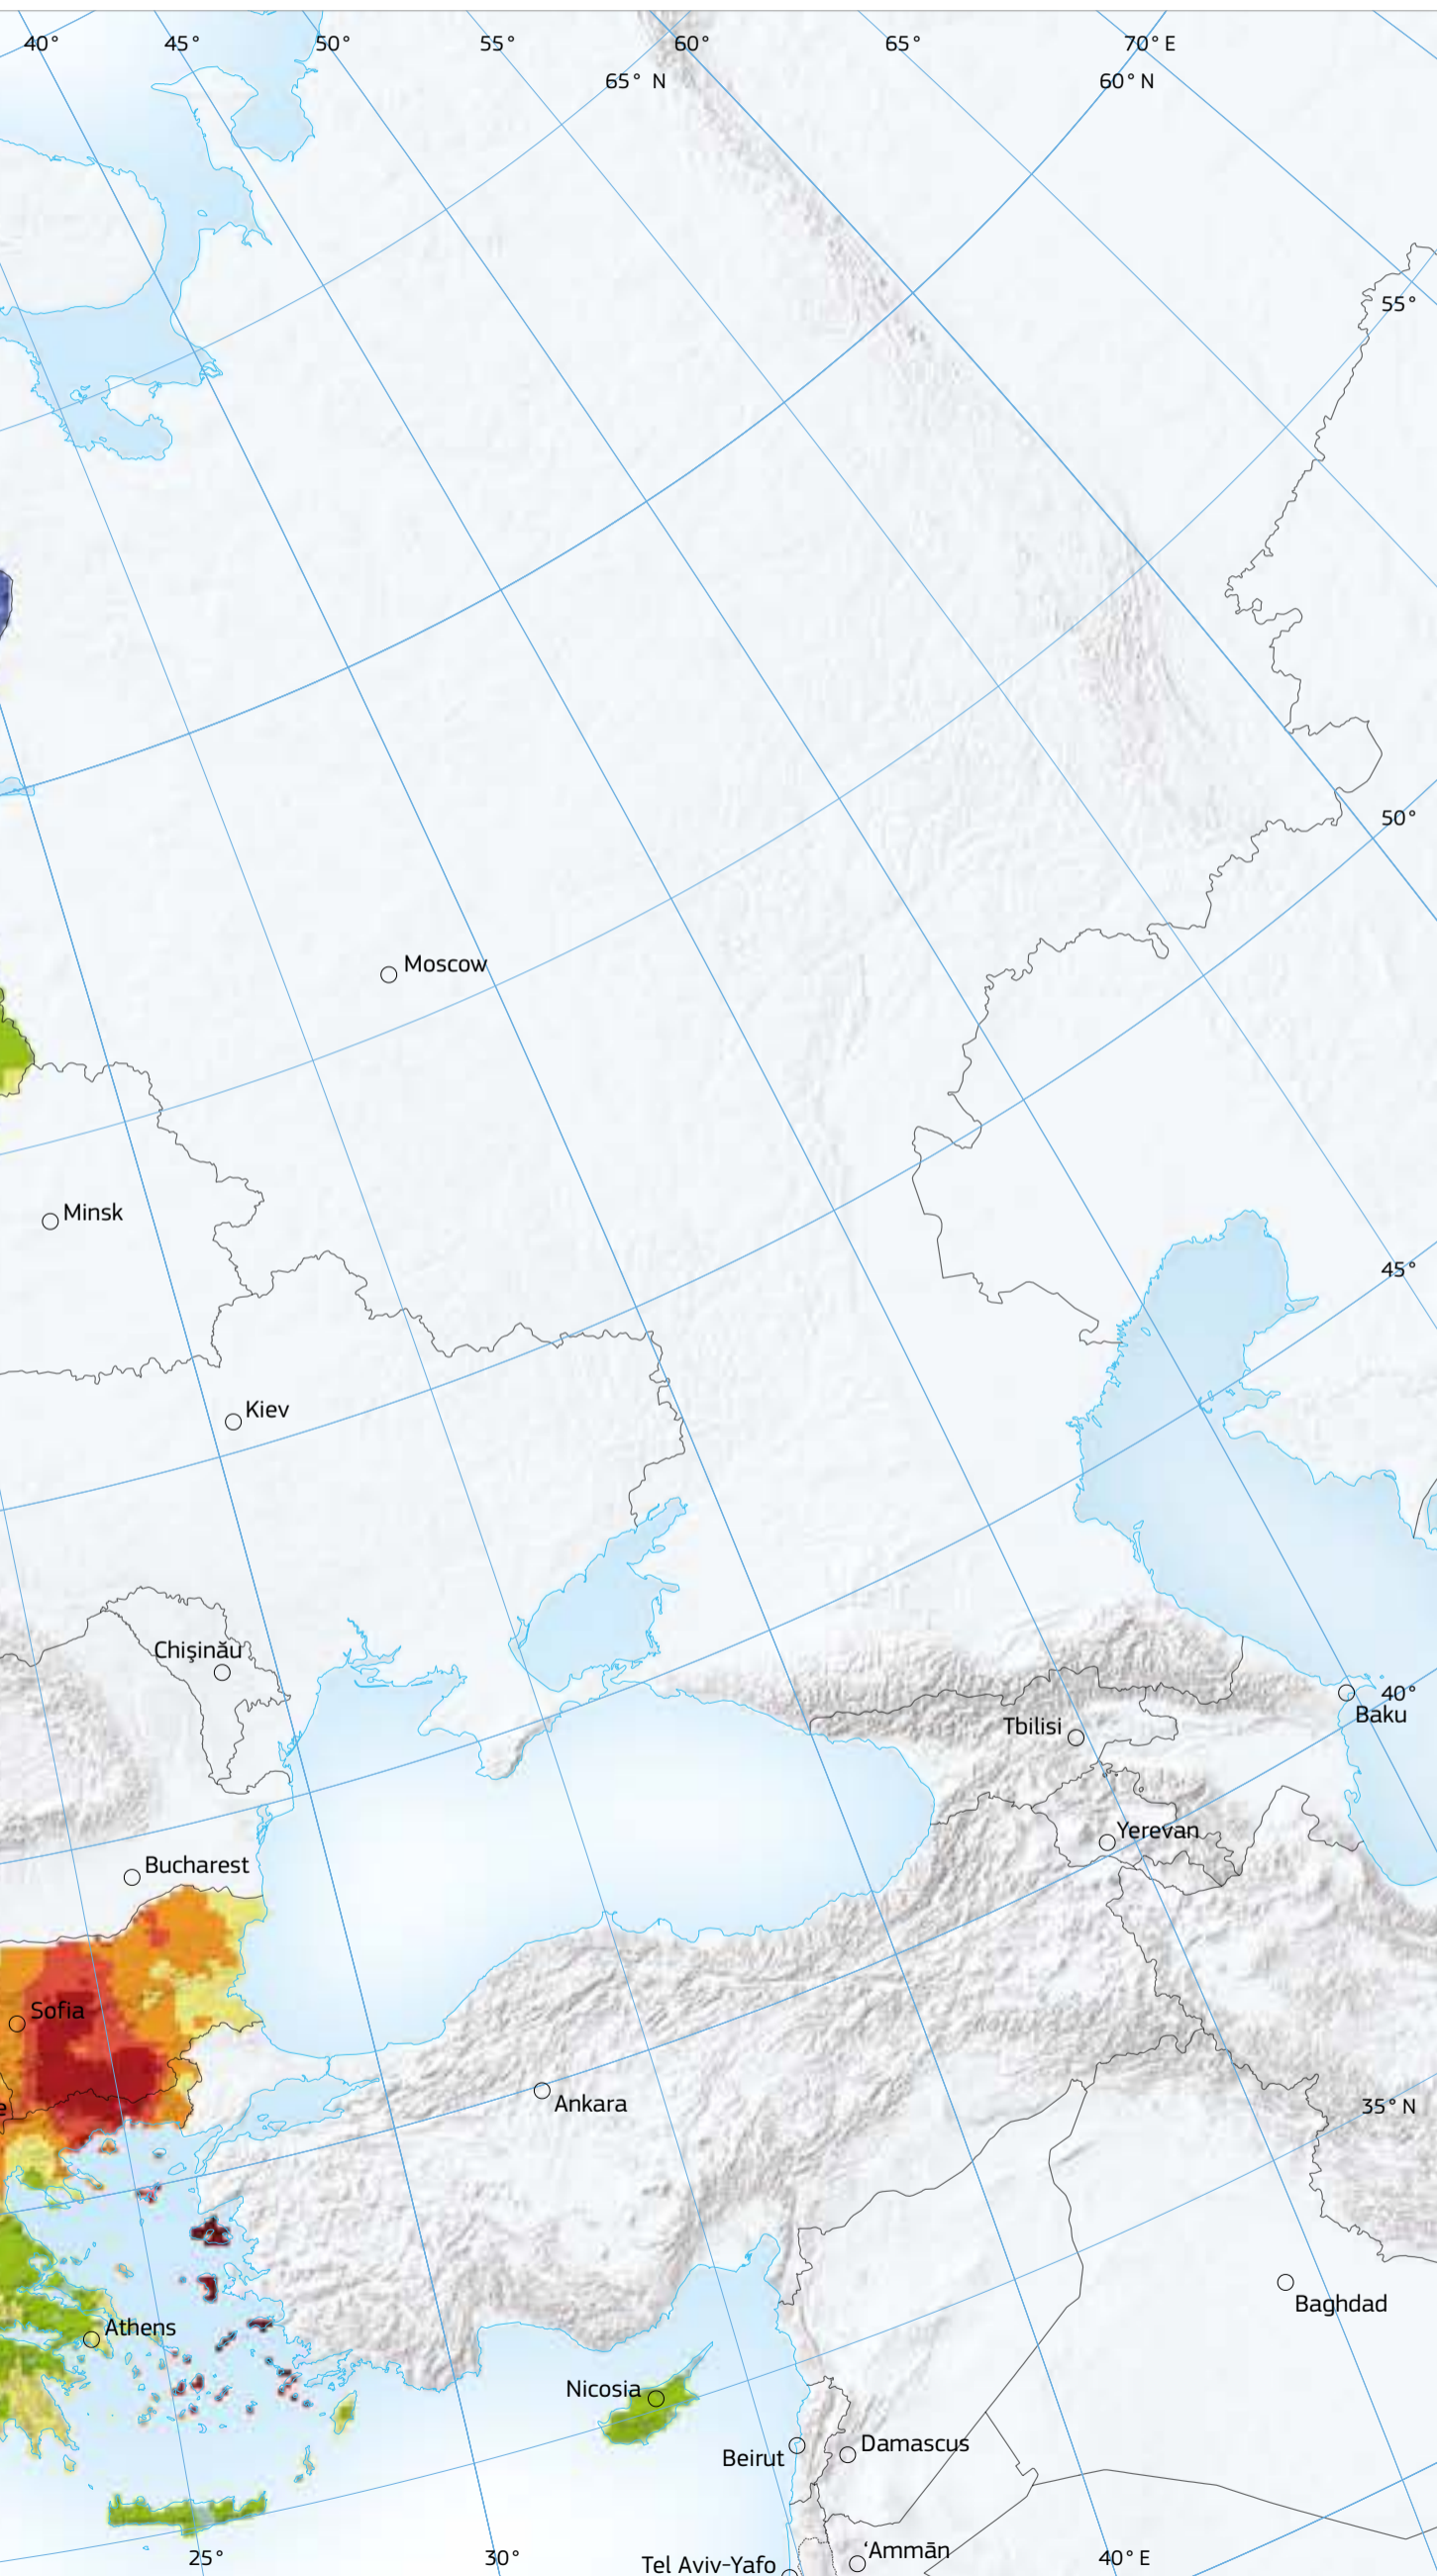 40°
45°
50°
55°
60°
65°
70° E
65° N
60° N
55°
50°
Moscow
Minsk
45°
Kiev
Chişinău
40°
Baku
Tbilisi
Yerevan
Bucharest
Sofia
Ankara
35° N
e
Baghdad
Athens
Nicosia
Damascus
Beirut
‘Ammān
25°
30°
40° E
Tel Aviv-Yafo